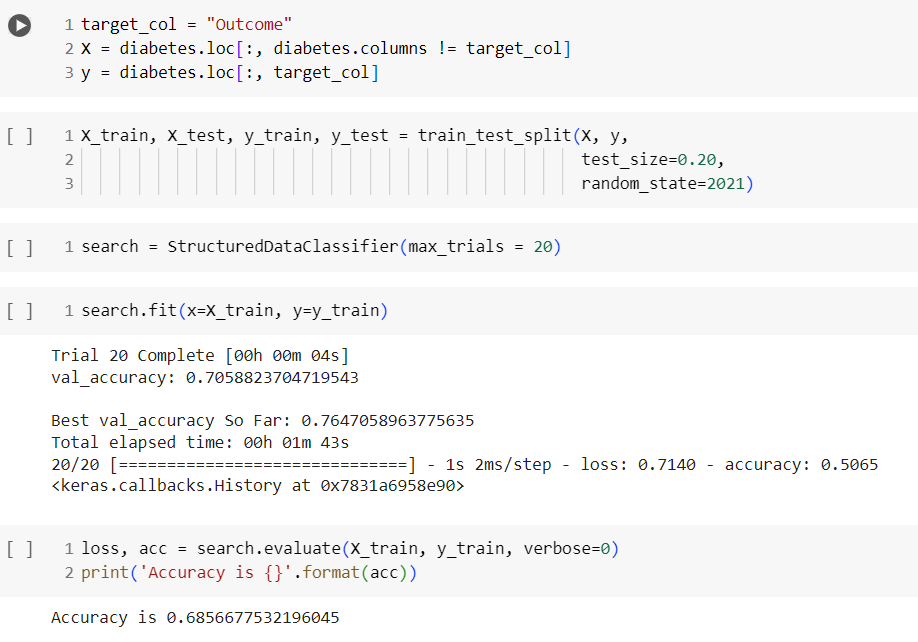 1 target_col = "Outcome"
2 X = diabetes.loc[:, diabetes.columns != target_col]
3 y = diabetes.loc[:, target_col]
[ ] 1 X_train, X_test, y_train, y_test = train_test_split(X, y,
2 test_size=0.20,
3 random_state=2021)
[ ] 1 search = StructuredDataClassifier(max_trials = 20)
[ ] 1 search.fit(x=X_train, y=y_train)
Trial 20 Complete [00h 00m 04s]
val_accuracy: 0.7058823704719543
Best val_accuracy So Far: 0.7647058963775635
Total elapsed time: 00h 01m 43s
20/20 [==============================] - 1s 2ms/step - loss: 0.7140 - accuracy: 0.5065
<keras.callbacks.History at 0x7831a6958e90>
[ ] 1 loss, acc = search.evaluate(X_train, y_train, verbose=0)
2 print('Accuracy is {}'.format(acc))
Accuracy is 0.6856677532196045